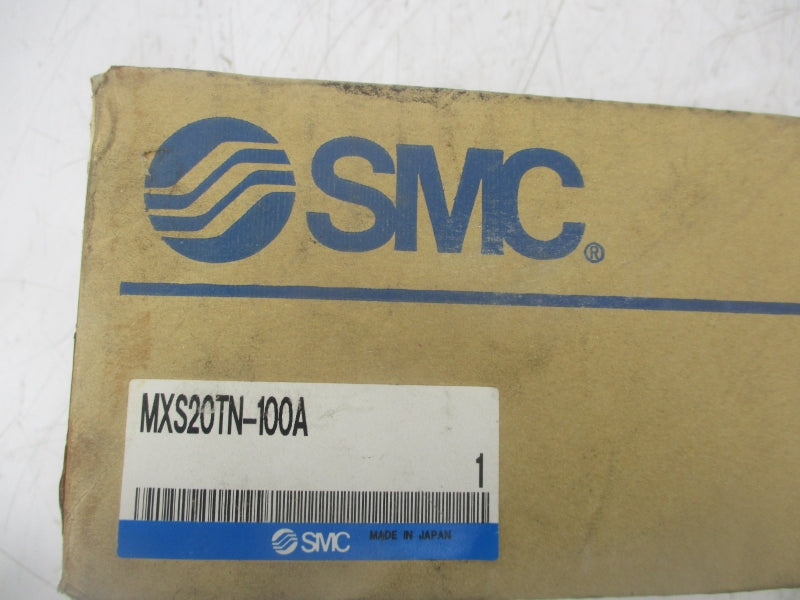 SMC®
MXS20TN-100A
1
SMC MADE IN JAPAN